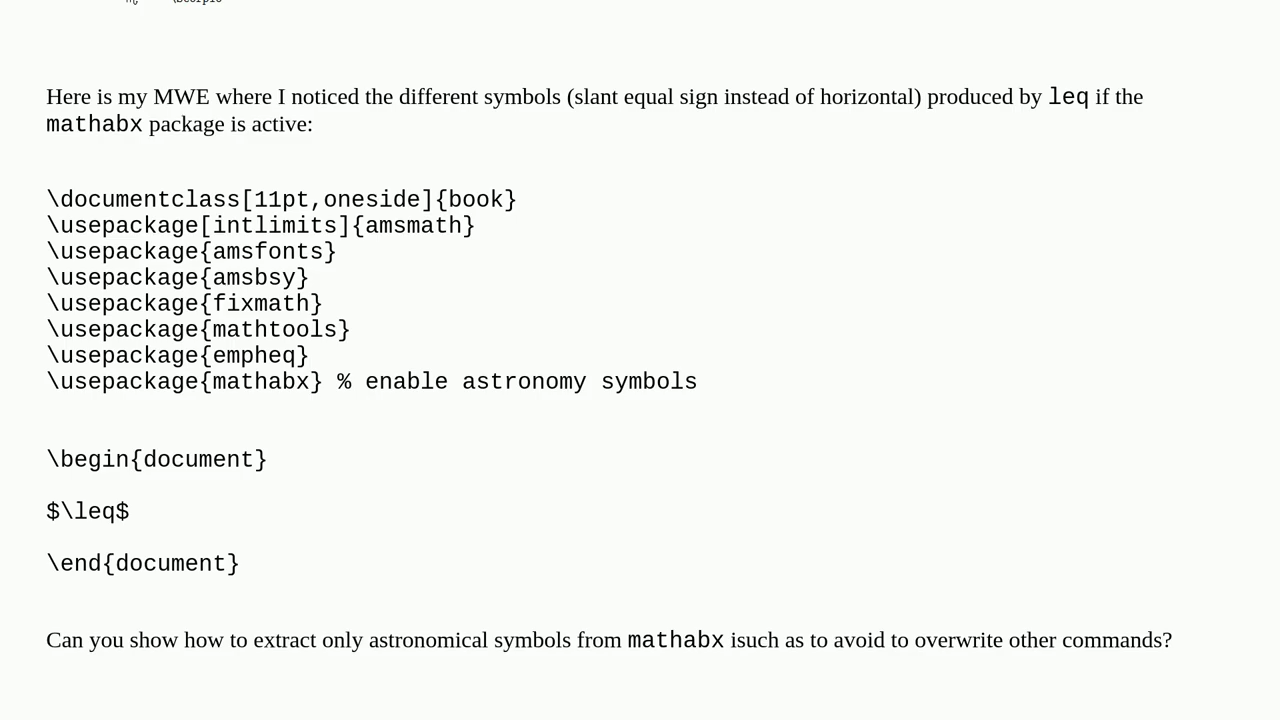 Here is my MWE where I noticed the different symbols (slant equal sign instead of horizontal) produced by leq if the
mathabx package is active:
\documentclass[11pt,oneside]{book}
\usepackage[intlimits]{amsmath}
\usepackage{amsfonts}
\usepackage{amsbsy}
\usepackage{fixmath}
\usepackage{mathtools}
\usepackage{empheq}
\usepackage{mathabx} % enable astronomy symbols
\begin{document}
$\leq$
\end{document}
Can you show how to extract only astronomical symbols from mathabx isuch as to avoid to overwrite other commands?